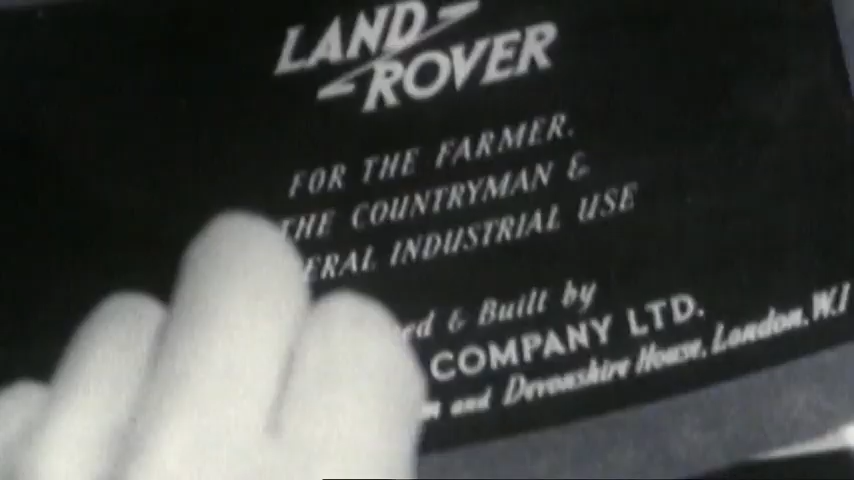 LAND
ROVER
FOR THE FARMER.
THE COUNTRYMAN &
ERAL INDUSTRIAL USE
ed & Built by
COMPANY LTD.
and Devonshire House, London. W.1